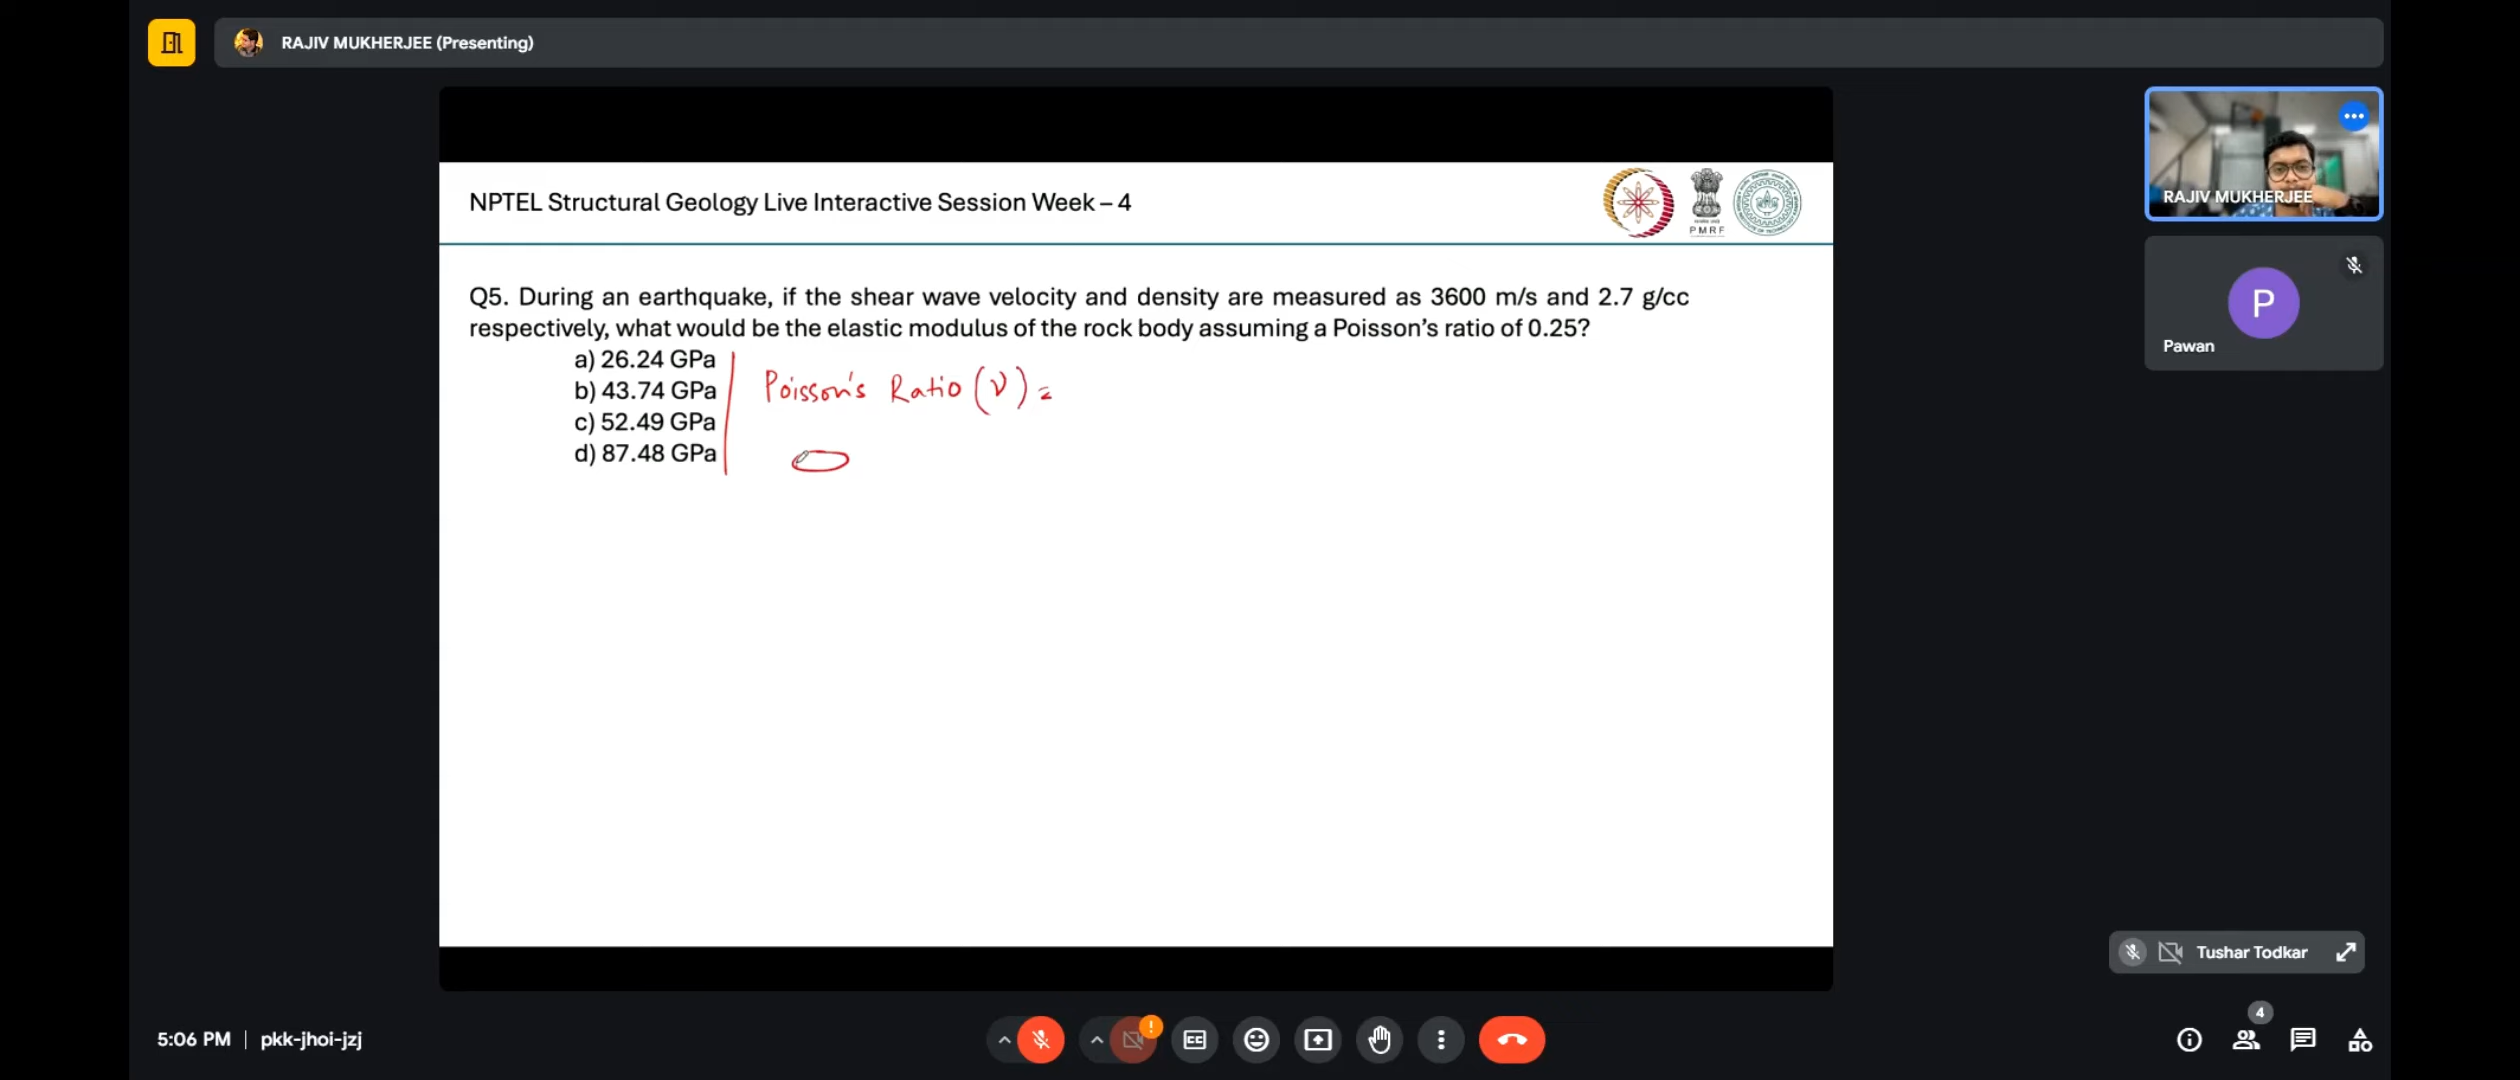 RAJIV MUKHERJEE (Presenting)
NPTEL Structural Geology Live Interactive Session Week – 4
PMRF
RAJIV MUKHERJEE
P
Pawan
Q5. During an earthquake, if the shear wave velocity and density are measured as 3600 m/s and 2.7 g/cc
respectively, what would be the elastic modulus of the rock body assuming a Poisson's ratio of 0.25?
a) 26.24 GPa
b) 43.74 GPa
c) 52.49 GPa
d) 87.48 GPa
Poisson's Ratio (ν) =
Tushar Todkar
5:06 PM | pkk-jhoi-jzj
CC
4